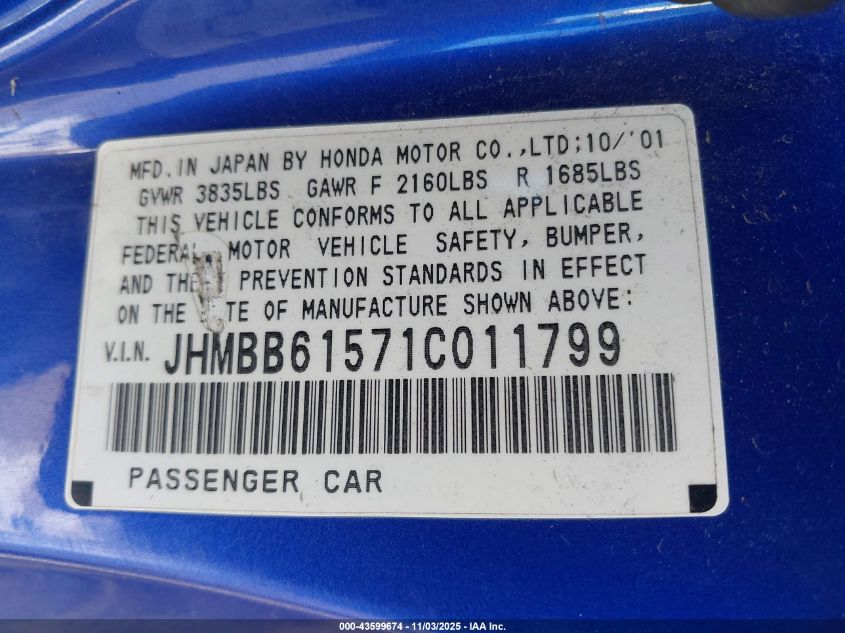 MFD. IN JAPAN BY HONDA MOTOR CO.,LTD;10/'01
GVWR 3835LBS GAWR F 2160LBS R 1685LBS
THIS VEHICLE CONFORMS TO ALL APPLICABLE
FEDERAL MOTOR VEHICLE SAFETY, BUMPER,
AND PREVENTION STANDARDS IN EFFECT
ON THE OF MANUFACTURE SHOWN ABOVE:
V.I.N. JHMBB61571C011799
PASSENGER CAR
000-43599674 - 11/03/2025 - IAA Inc.